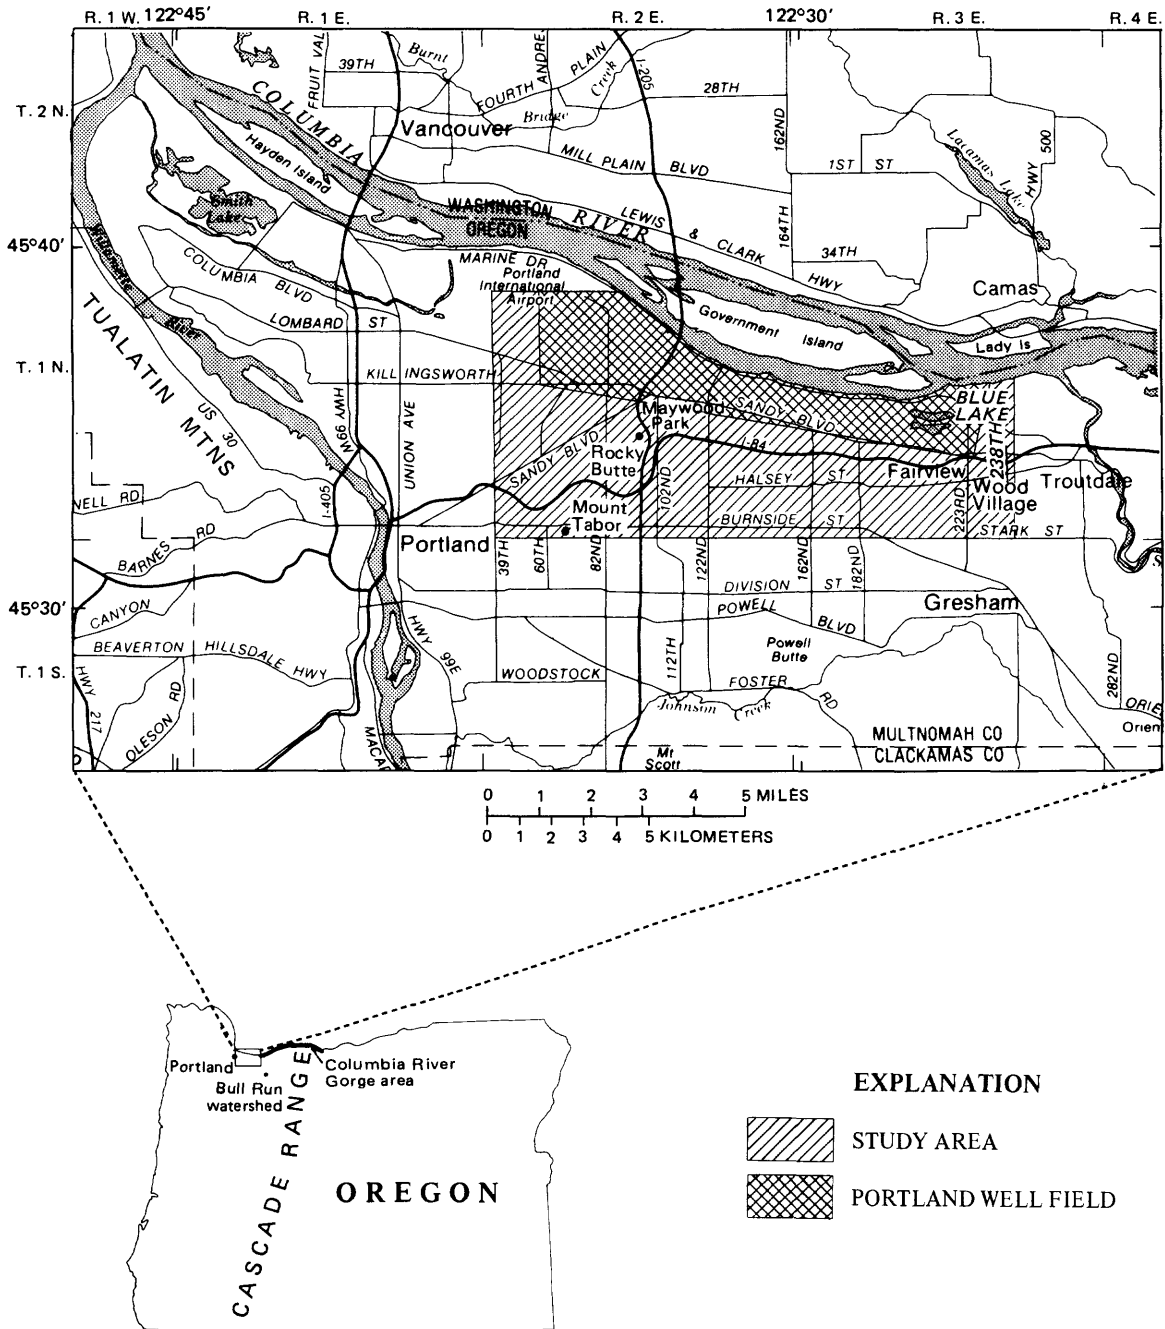 R. 1 W. 122°45' R. 1 E. R. 2 E. 122°30' R. 3 E. R. 4 E.
T. 2 N.
45°40'
T. 1 N.
45°30'
T. 1 S.
FRUIT VAL
39TH
Burnt
Bridge
Creek
FOURTH PLAIN
ANDRE
I-205
28TH
162ND
1ST ST
500
HWY
Lacamas Lake
COLUMBIA
RIVER
Vancouver
MILL PLAIN BLVD
Hayden Island
Smith Lake
WASHINGTON
OREGON
LEWIS & CLARK HWY
164TH
34TH
Camas
Willamette
River
COLUMBIA BLVD
MARINE DR
Portland International Airport
LOMBARD ST
Government Island
Lady Is
TUALATIN MTNS
KILLINGSWORTH
SANDY BLVD
BLUE LAKE
US 30
HWY 99W
UNION AVE
Maywood Park
Rocky Butte
SANDY BLVD
I-84
238TH
Fairview
Wood Village
Troutdale
HALSEY ST
NELL RD
I-405
Mount Tabor
102ND
BURNSIDE ST
223RD
STARK ST
BARNES RD
Portland
39TH
60TH
82ND
122ND
162ND
182ND
S
CANYON
DIVISION ST
Gresham
POWELL BLVD
BEAVERTON HILLSDALE HWY
HWY 99E
WOODSTOCK
112TH
Powell Butte
FOSTER RD
282ND
HWY 217
OLESON RD
Johnson Creek
ORIE
Orien
MACAD
Mt Scott
MULTNOMAH CO
CLACKAMAS CO
0 1 2 3 4 5 MILES
0 1 2 3 4 5 KILOMETERS
Portland
Bull Run watershed
Columbia River Gorge area
CASCADE RANGE
OREGON
EXPLANATION
STUDY AREA
PORTLAND WELL FIELD